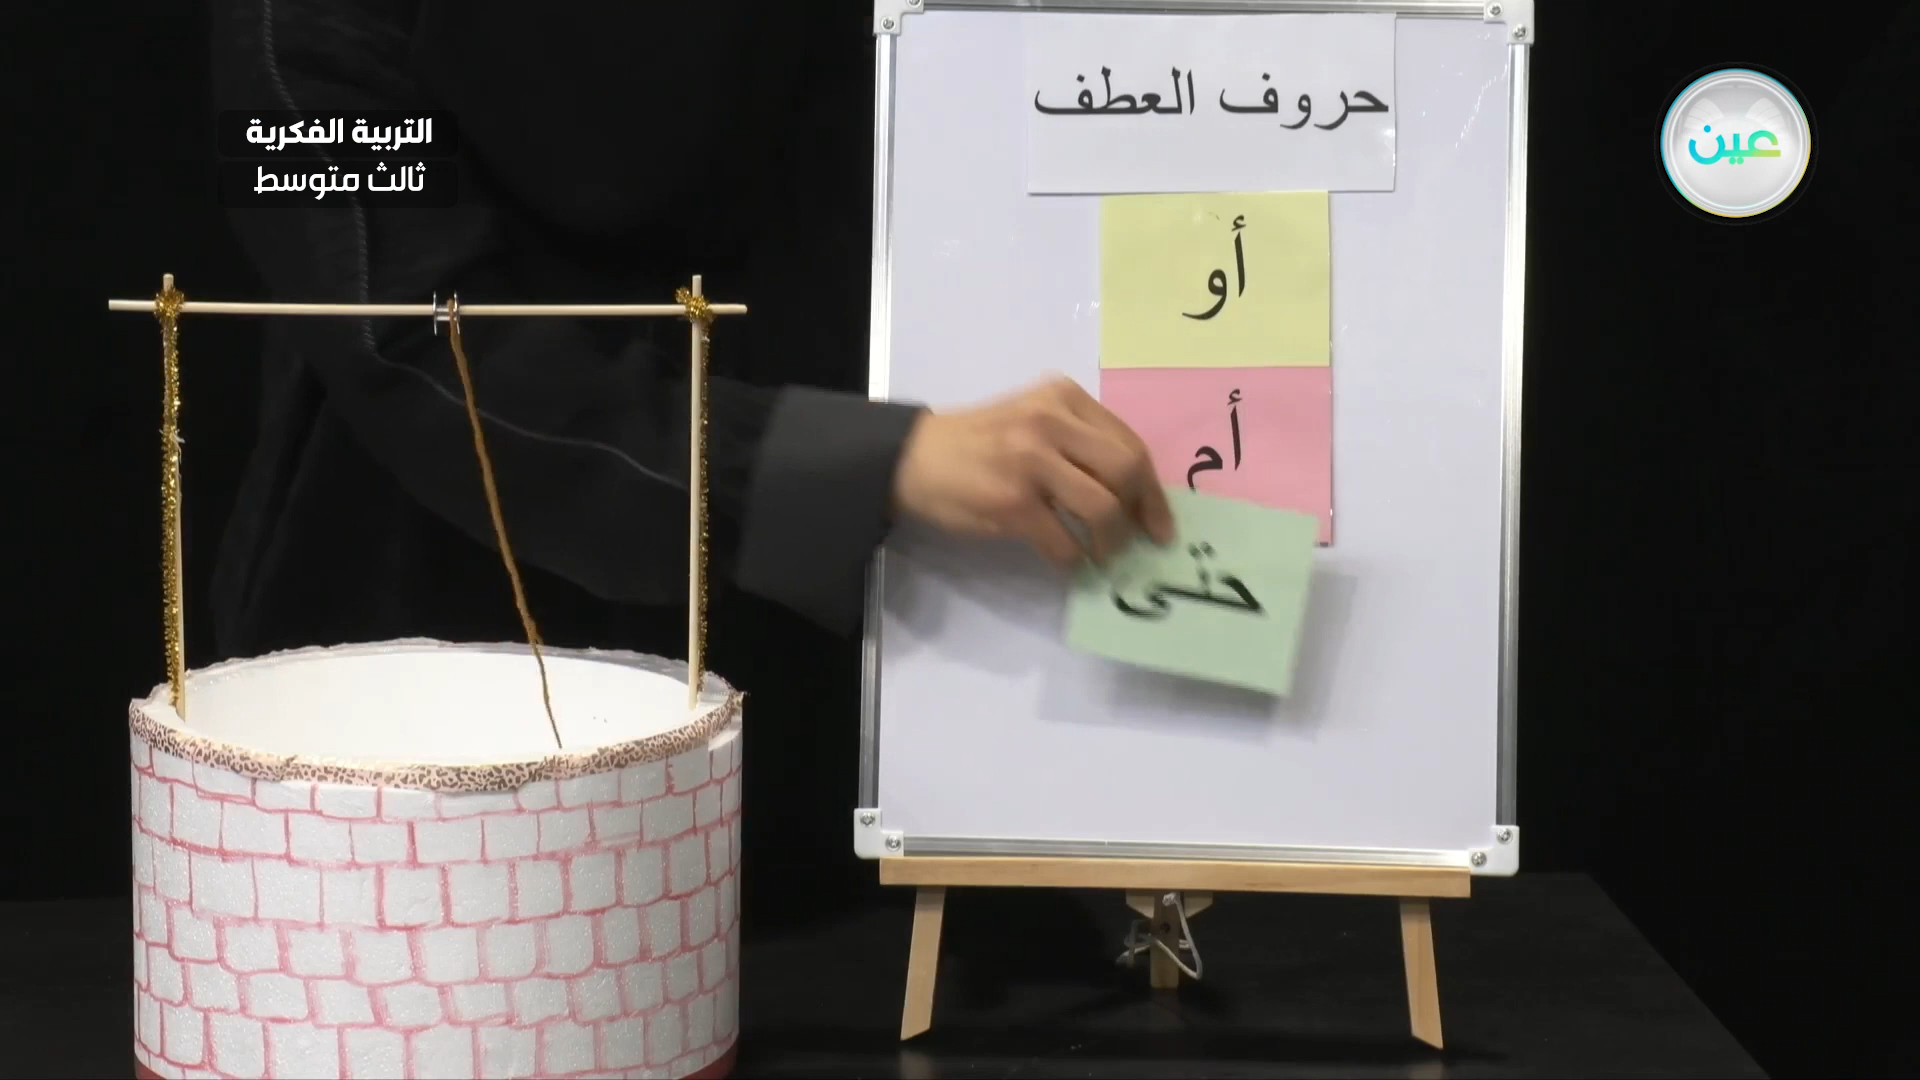 حروف العطف
أو
أم
حتى
التربية الفكرية
ثالث متوسط
عين